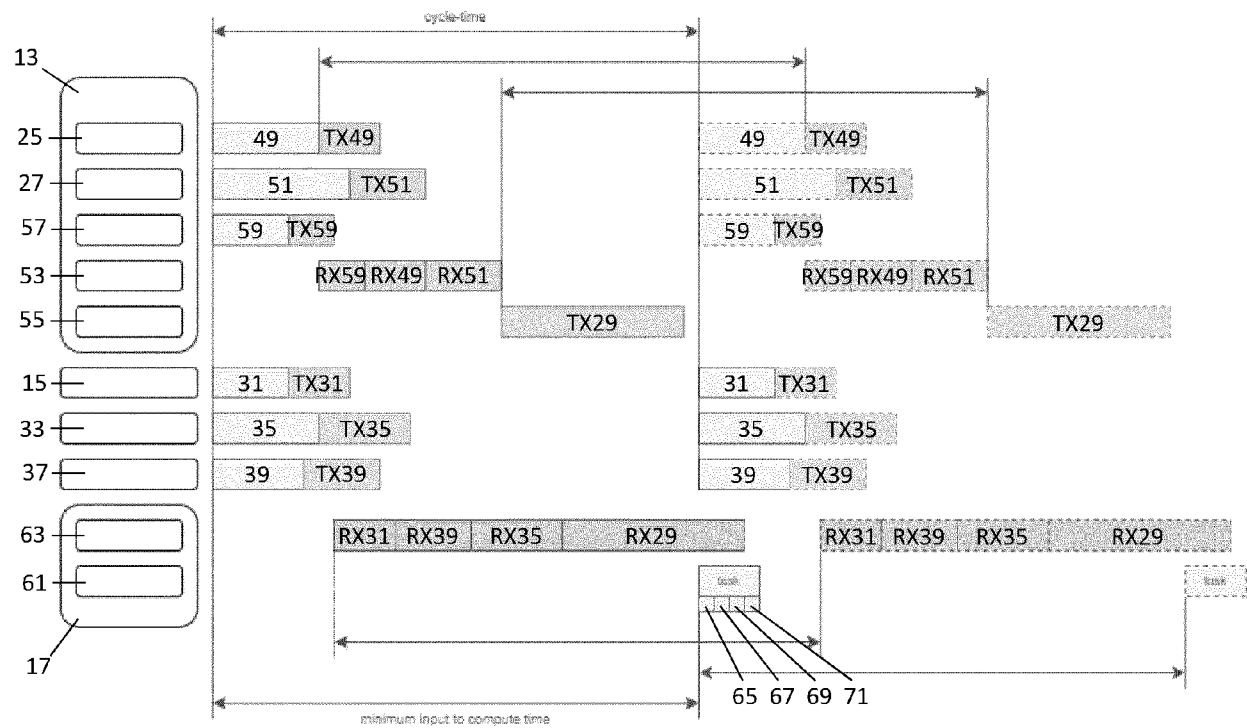 cycle-time
13
25 49 TX49 49 TX49
27 51 TX51 51 TX51
57 59 TX59 59 TX59
53 RX59 RX49 RX51 RX59 RX49 RX51
55 TX29 TX29
15 31 TX31 31 TX31
33 35 TX35 35 TX35
37 39 TX39 39 TX39
63 RX31 RX39 RX35 RX29 RX31 RX39 RX35 RX29
61 task task
17
65 67 69 71
minimum input to compute time